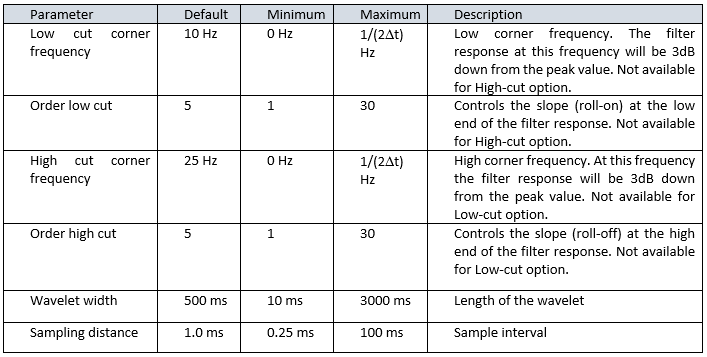 Parameter Default Minimum Maximum Description
Low cut corner frequency 10 Hz 0 Hz 1/(2Δt) Hz Low corner frequency. The filter
response at this frequency will be 3dB
down from the peak value. Not available
for High-cut option.
Order low cut 5 1 30 Controls the slope (roll-on) at the low
end of the filter response. Not available
for High-cut option.
High cut corner frequency 25 Hz 0 Hz 1/(2Δt) Hz High corner frequency. At this frequency
the filter response will be 3dB down
from the peak value. Not available for
Low-cut option.
Order high cut 5 1 30 Controls the slope (roll-off) at the high
end of the filter response. Not available
for Low-cut option.
Wavelet width 500 ms 10 ms 3000 ms Length of the wavelet
Sampling distance 1.0 ms 0.25 ms 100 ms Sample interval